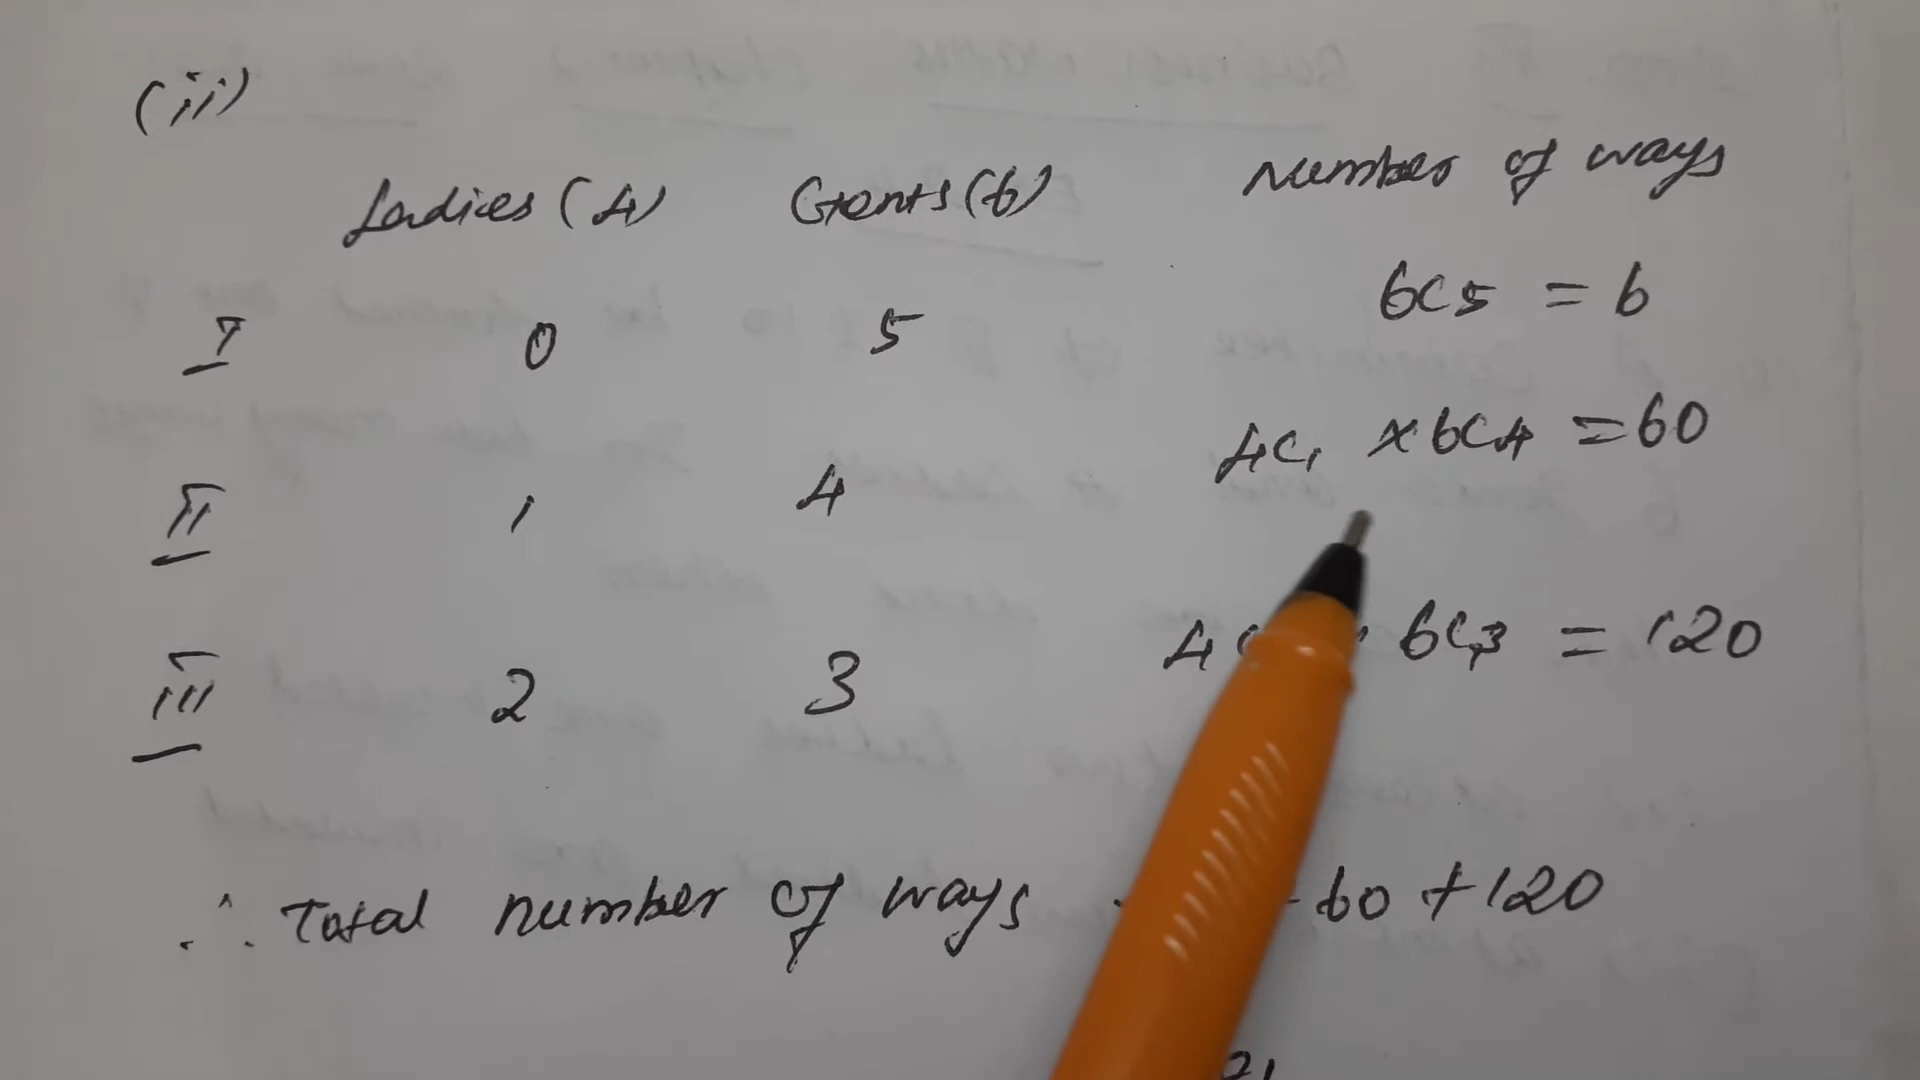 (ii)
Ladies (4) Gents (6) Number of ways
I 0 5 6C5 = 6
II 1 4 4C1 × 6C4 = 60
III 2 3 4C 6C3 = 120
∴ Total number of ways 60 + 120